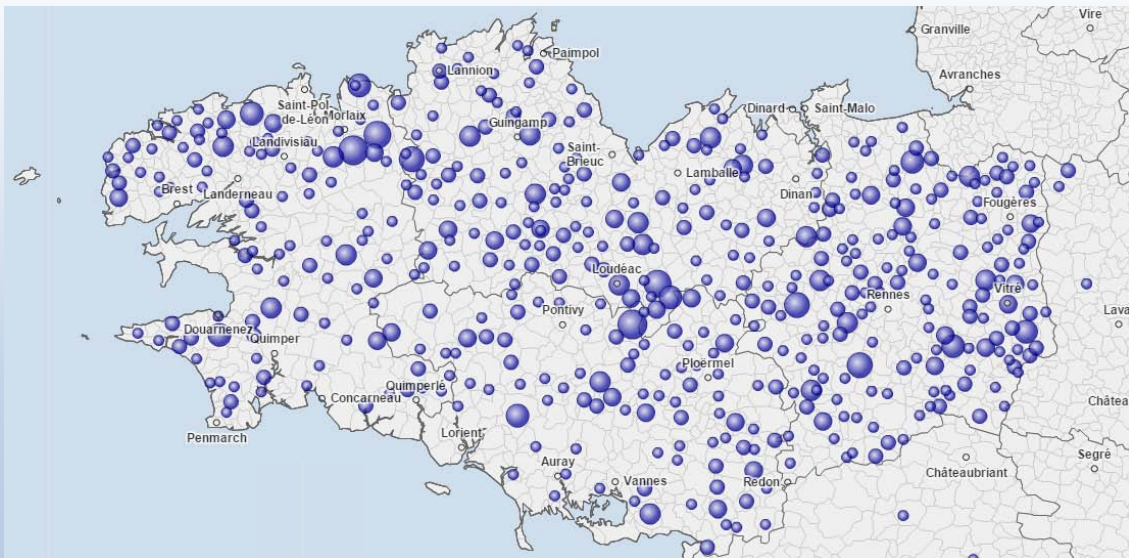 Vire
Granville
Paimpol
Lannion
Avranches
Saint-Pol
de-Léon
Morlaix
Dinard
Saint-Malo
Guingamp
Landivisiau
Saint-
Brieuc
Lamballe
Brest
Landerneau
Dinan
Fougères
Loudéac
Rennes
Vitré
Pontivy
Lava
Douarnenez
Quimper
Ploërmel
Quimperlé
Concarneau
Châtea
Penmarch
Lorient
Auray
Vannes
Redon
Châteaubriant
Segré